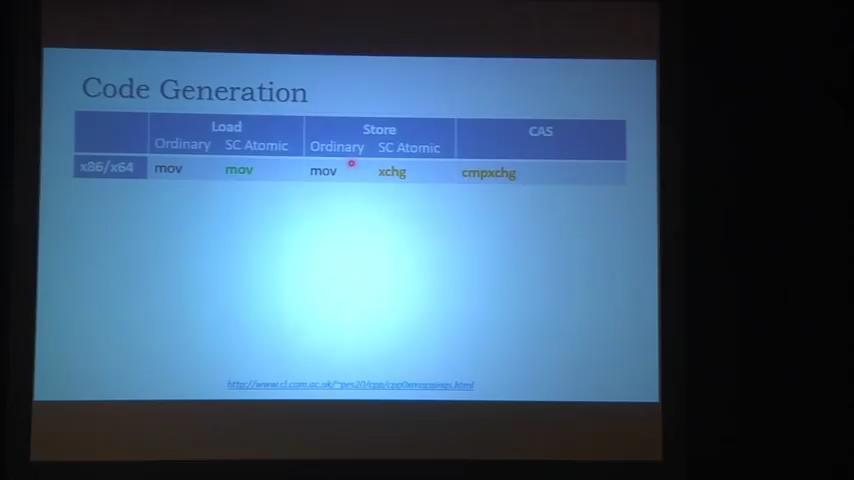 Code Generation
Load Store CAS
Ordinary SC Atomic Ordinary SC Atomic
x86/x64 mov mov mov xchg cmpxchg
http://www.cl.cam.ac.uk/~pes20/cpp/cpp0xmappings.html